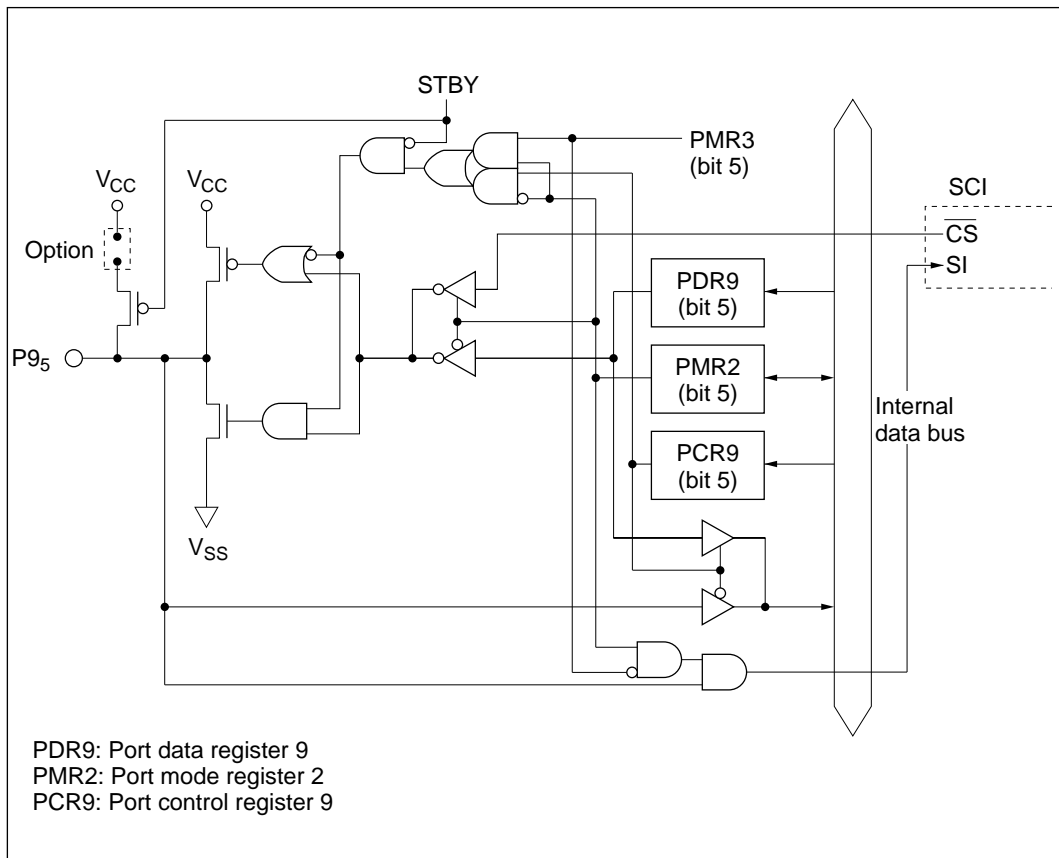 STBY
PMR3
(bit 5)
VCC
VCC
SCI
Option
CS
SI
PDR9
(bit 5)
P95
PMR2
(bit 5)
Internal
data bus
PCR9
(bit 5)
VSS
PDR9: Port data register 9
PMR2: Port mode register 2
PCR9: Port control register 9